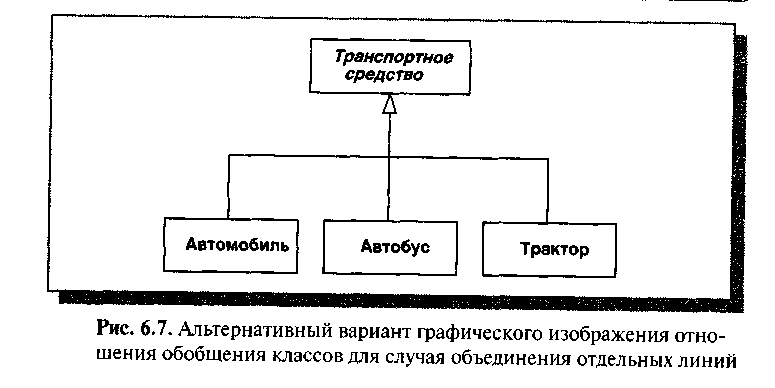 Транспортное
средство
Автомобиль
Автобус
Трактор
Рис. 6.7. Альтернативный вариант графического изображения отно-
шения обобщения классов для случая объединения отдельных линий